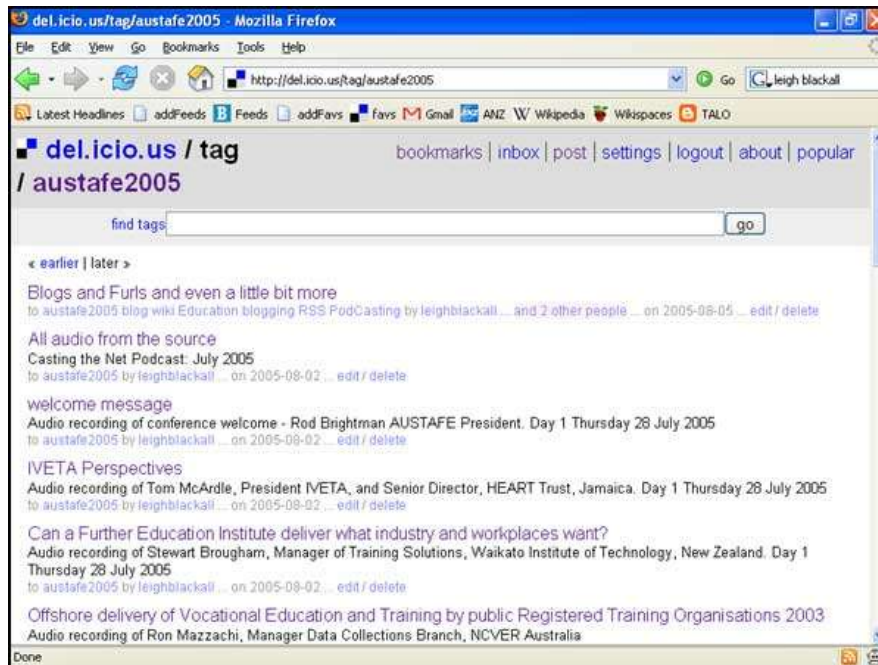 del.icio.us/tag/austafe2005 - Mozilla Firefox
File Edit View Go Bookmarks Tools Help
http://del.icio.us/tag/austafe2005 Go G leigh blackall
Latest Headlines addFeeds B Feeds addFavs favs Gmail ANZ W Wikipedia Wikispaces TALO
del.icio.us / tag
/ austafe2005
bookmarks | inbox | post | settings | logout | about | popular
find tags go
« earlier | later »
Blogs and Furls and even a little bit more
to austafe2005 blog wiki Education blogging RSS PodCasting by leighblackall ... and 2 other people ... on 2005-08-05 ... edit / delete
All audio from the source
Casting the Net Podcast: July 2005
to austafe2005 by leighblackall ... on 2005-08-02 ... edit / delete
welcome message
Audio recording of conference welcome - Rod Brightman AUSTAFE President. Day 1 Thursday 28 July 2005
to austafe2005 by leighblackall ... on 2005-08-02 ... edit / delete
IVETA Perspectives
Audio recording of Tom McArdle, President IVETA, and Senior Director, HEART Trust, Jamaica. Day 1 Thursday 28 July 2005
to austafe2005 by leighblackall ... on 2005-08-02 ... edit / delete
Can a Further Education Institute deliver what industry and workplaces want?
Audio recording of Stewart Brougham, Manager of Training Solutions, Waikato Institute of Technology, New Zealand. Day 1
Thursday 28 July 2005
to austafe2005 by leighblackall ... on 2005-08-02 ... edit / delete
Offshore delivery of Vocational Education and Training by public Registered Training Organisations 2003
Audio recording of Ron Mazzachi, Manager Data Collections Branch, NCVER Australia
Done